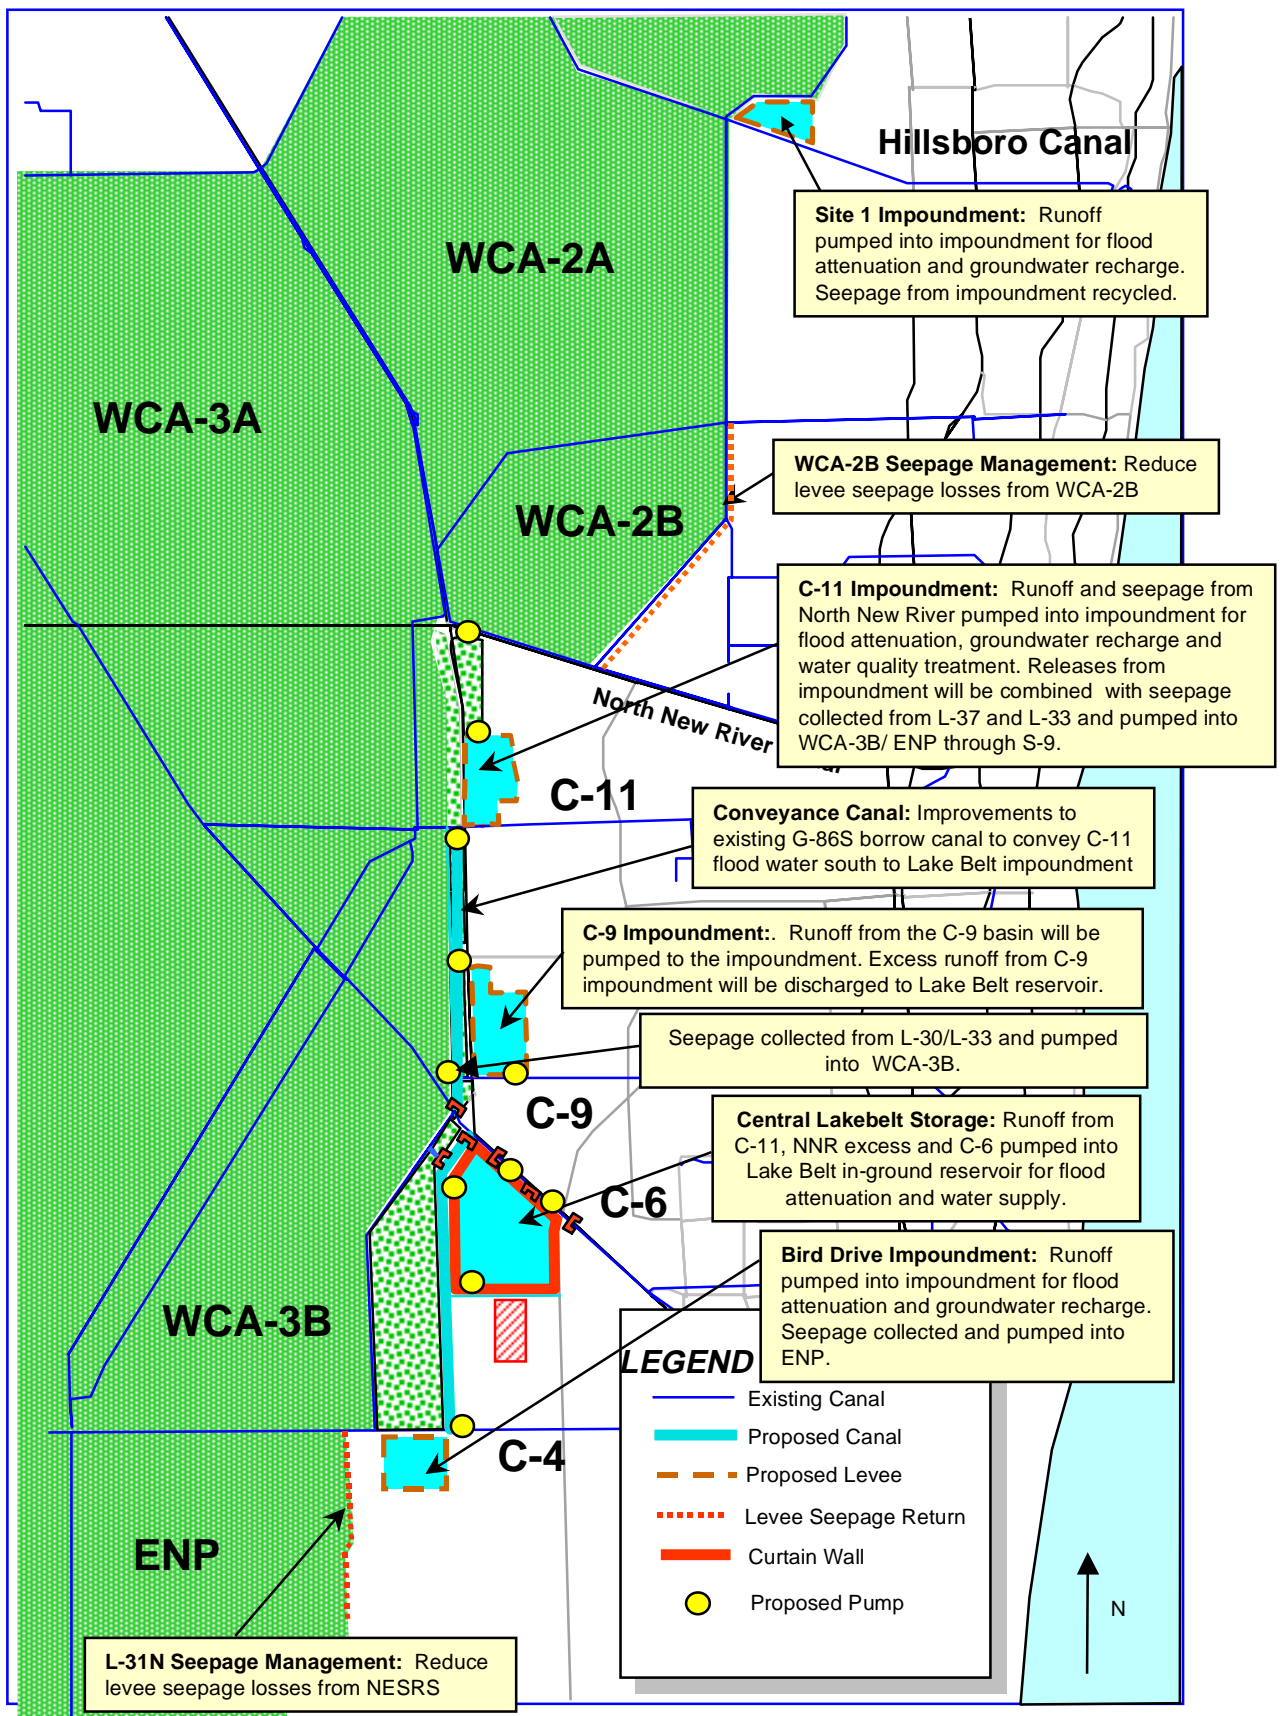 Hillsboro Canal
Site 1 Impoundment: Runoff
pumped into impoundment for flood
attenuation and groundwater recharge.
Seepage from impoundment recycled.
WCA-2A
WCA-3A
WCA-2B Seepage Management: Reduce
levee seepage losses from WCA-2B
WCA-2B
C-11 Impoundment: Runoff and seepage from
North New River pumped into impoundment for
flood attenuation, groundwater recharge and
water quality treatment. Releases from
impoundment will be combined with seepage
collected from L-37 and L-33 and pumped into
WCA-3B/ ENP through S-9.
North New River
C-11
Conveyance Canal: Improvements to
existing G-86S borrow canal to convey C-11
flood water south to Lake Belt impoundment
C-9 Impoundment:. Runoff from the C-9 basin will be
pumped to the impoundment. Excess runoff from C-9
impoundment will be discharged to Lake Belt reservoir.
Seepage collected from L-30/L-33 and pumped
into WCA-3B.
C-9
Central Lakebelt Storage: Runoff from
C-11, NNR excess and C-6 pumped into
Lake Belt in-ground reservoir for flood
attenuation and water supply.
C-6
Bird Drive Impoundment: Runoff
pumped into impoundment for flood
attenuation and groundwater recharge.
Seepage collected and pumped into
ENP.
WCA-3B
LEGEND
Existing Canal
Proposed Canal
Proposed Levee
Levee Seepage Return
Curtain Wall
Proposed Pump
C-4
ENP
N
L-31N Seepage Management: Reduce
levee seepage losses from NESRS